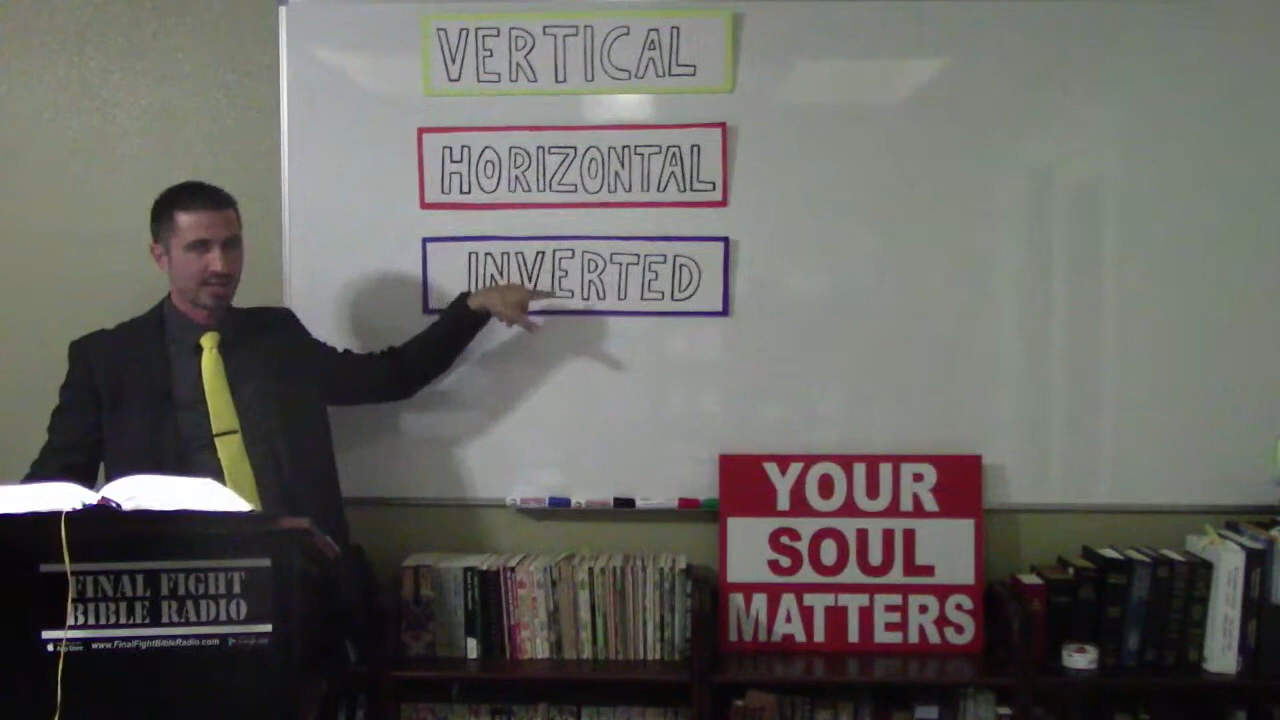 VERTICAL
HORIZONTAL
INVERTED
YOUR
SOUL
MATTERS
FINAL FIGHT
BIBLE RADIO
www.FinalFightBibleRadio.com